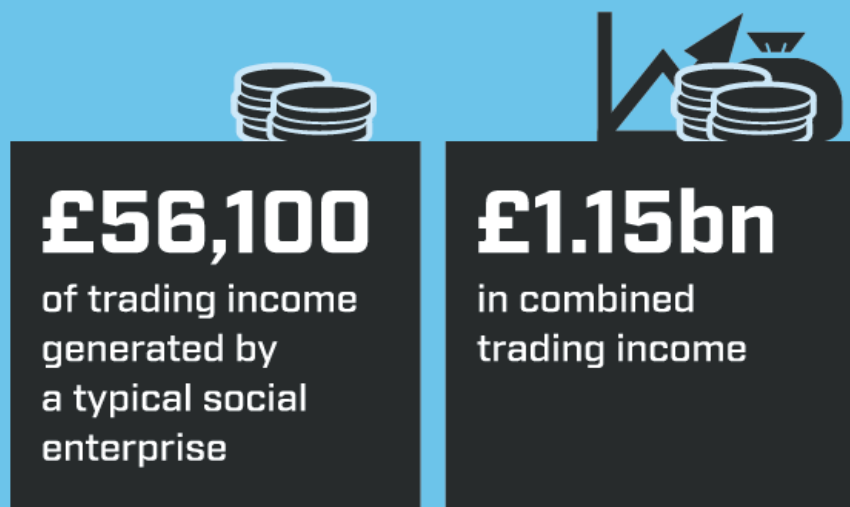 £56,100
of trading income
generated by
a typical social
enterprise
£1.15bn
in combined
trading income